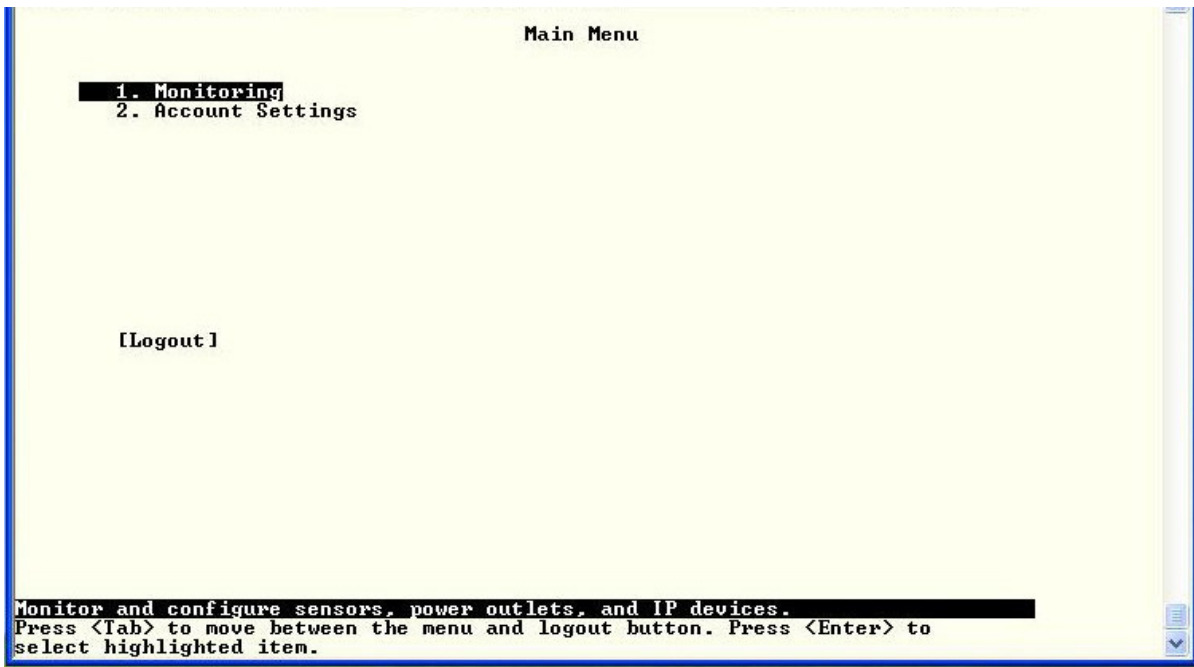 Main Menu
1. Monitoring
2. Account Settings
[Logout]
Monitor and configure sensors, power outlets, and IP devices.
Press <Tab> to move between the menu and logout button. Press <Enter> to
select highlighted item.